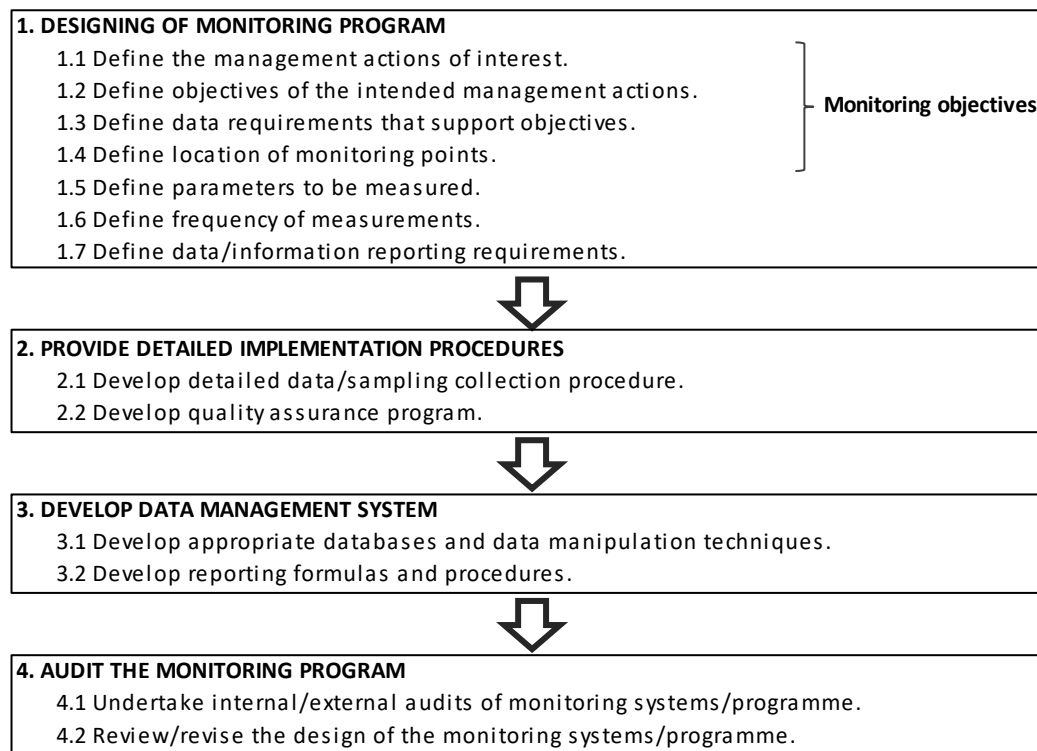 1. DESIGNING OF MONITORING PROGRAM
1.1 Define the management actions of interest.
1.2 Define objectives of the intended management actions.
1.3 Define data requirements that support objectives.
1.4 Define location of monitoring points.
Monitoring objectives
1.5 Define parameters to be measured.
1.6 Define frequency of measurements.
1.7 Define data/information reporting requirements.
2. PROVIDE DETAILED IMPLEMENTATION PROCEDURES
2.1 Develop detailed data/sampling collection procedure.
2.2 Develop quality assurance program.
3. DEVELOP DATA MANAGEMENT SYSTEM
3.1 Develop appropriate databases and data manipulation techniques.
3.2 Develop reporting formulas and procedures.
4. AUDIT THE MONITORING PROGRAM
4.1 Undertake internal/external audits of monitoring systems/programme.
4.2 Review/revise the design of the monitoring systems/programme.